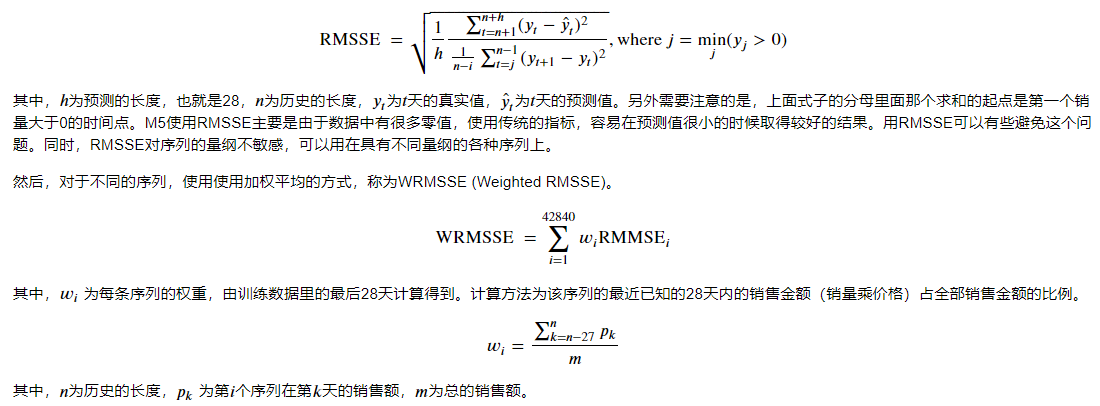 RMSSE = \sqrt{\frac{1}{h} \frac{\sum_{t=n+1}^{n+h}(y_t - \hat{y}_t)^2}{\frac{1}{n-i} \sum_{t=j}^{n-1}(y_{t+1} - y_t)^2}}, where j = \min_j(y_j > 0)
其中，h为预测的长度，也就是28，n为历史的长度，y_t为t天的真实值，ŷ_t为t天的预测值。另外需要注意的是，上面式子的分母里面那个求和的起点是第一个销
量大于0的时间点。M5使用RMSSE主要是由于数据中有很多零值，使用传统的指标，容易在预测值很小的时候取得较好的结果。用RMSSE可以有些避免这个问
题。同时，RMSSE对序列的量纲不敏感，可以用在具有不同量纲的各种序列上。
然后，对于不同的序列，使用使用加权平均的方式，称为WRMSSE (Weighted RMSSE)。
WRMSSE = \sum_{i=1}^{42840} w_i RMMSE_i
其中，w_i 为每条序列的权重，由训练数据里的最后28天计算得到。计算方法为该序列的最近已知的28天内的销售金额（销量乘价格）占全部销售金额的比例。
w_i = \frac{\sum_{k=n-27}^{n} p_k}{m}
其中，n为历史的长度，p_k 为第i个序列在第k天的销售额，m为总的销售额。